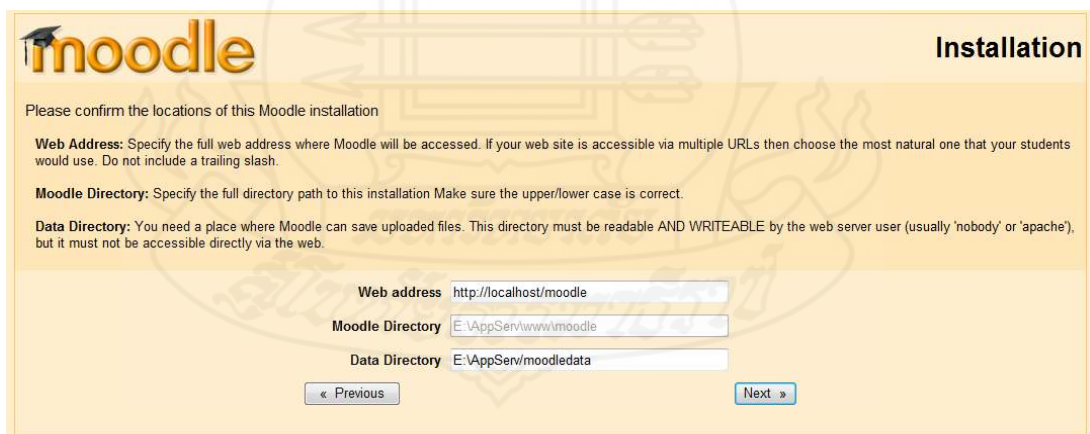 moodle
Installation
Please confirm the locations of this Moodle installation
Web Address: Specify the full web address where Moodle will be accessed. If your web site is accessible via multiple URLs then choose the most natural one that your students
would use. Do not include a trailing slash.
Moodle Directory: Specify the full directory path to this installation Make sure the upper/lower case is correct.
Data Directory: You need a place where Moodle can save uploaded files. This directory must be readable AND WRITEABLE by the web server user (usually 'nobody' or 'apache'),
but it must not be accessible directly via the web.
Web address http://localhost/moodle
Moodle Directory E:\AppServ\www\moodle
Data Directory E:\AppServ/moodledata
« Previous
Next »